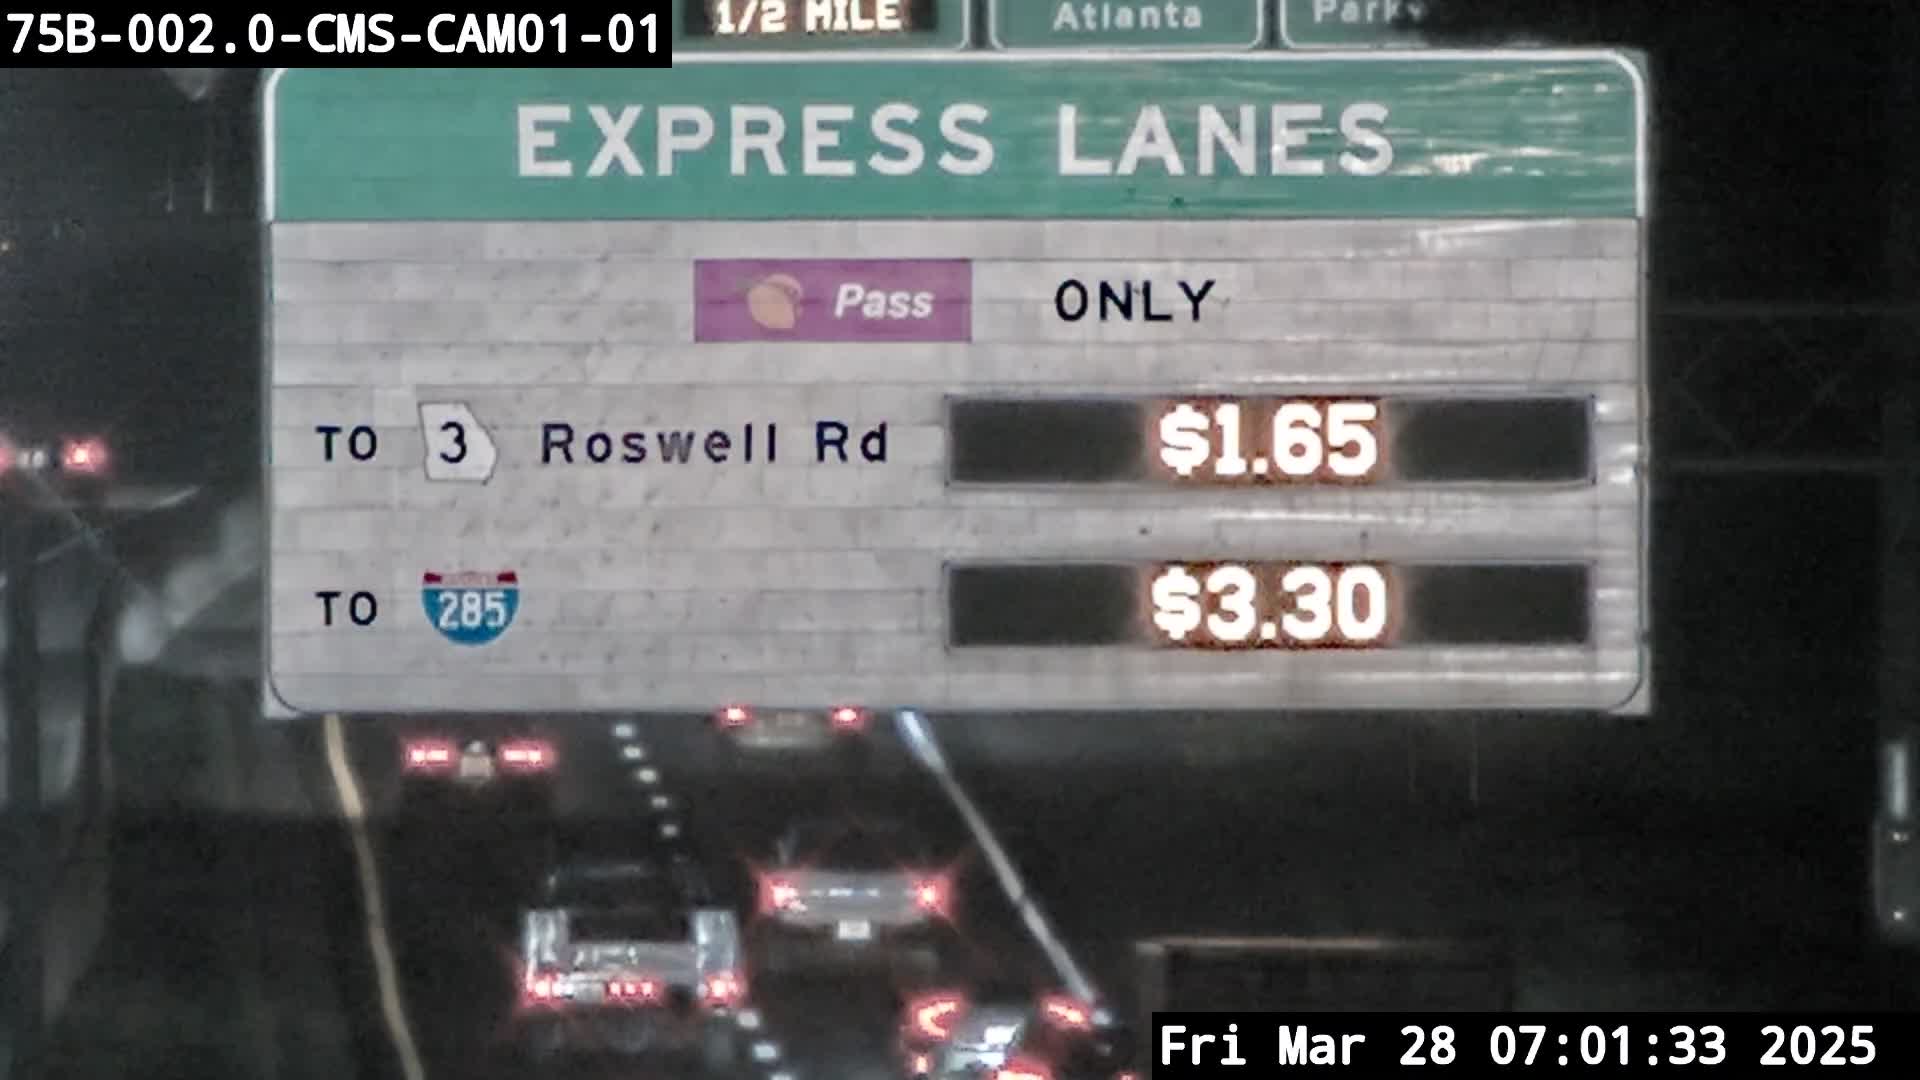 75B-002.0-CMS-CAM01-01
1/2 MILE
Atlanta
EXPRESS LANES
Pass ONLY
TO 3 Roswell Rd $1.65
TO 285 $3.30
Fri Mar 28 07:01:33 2025